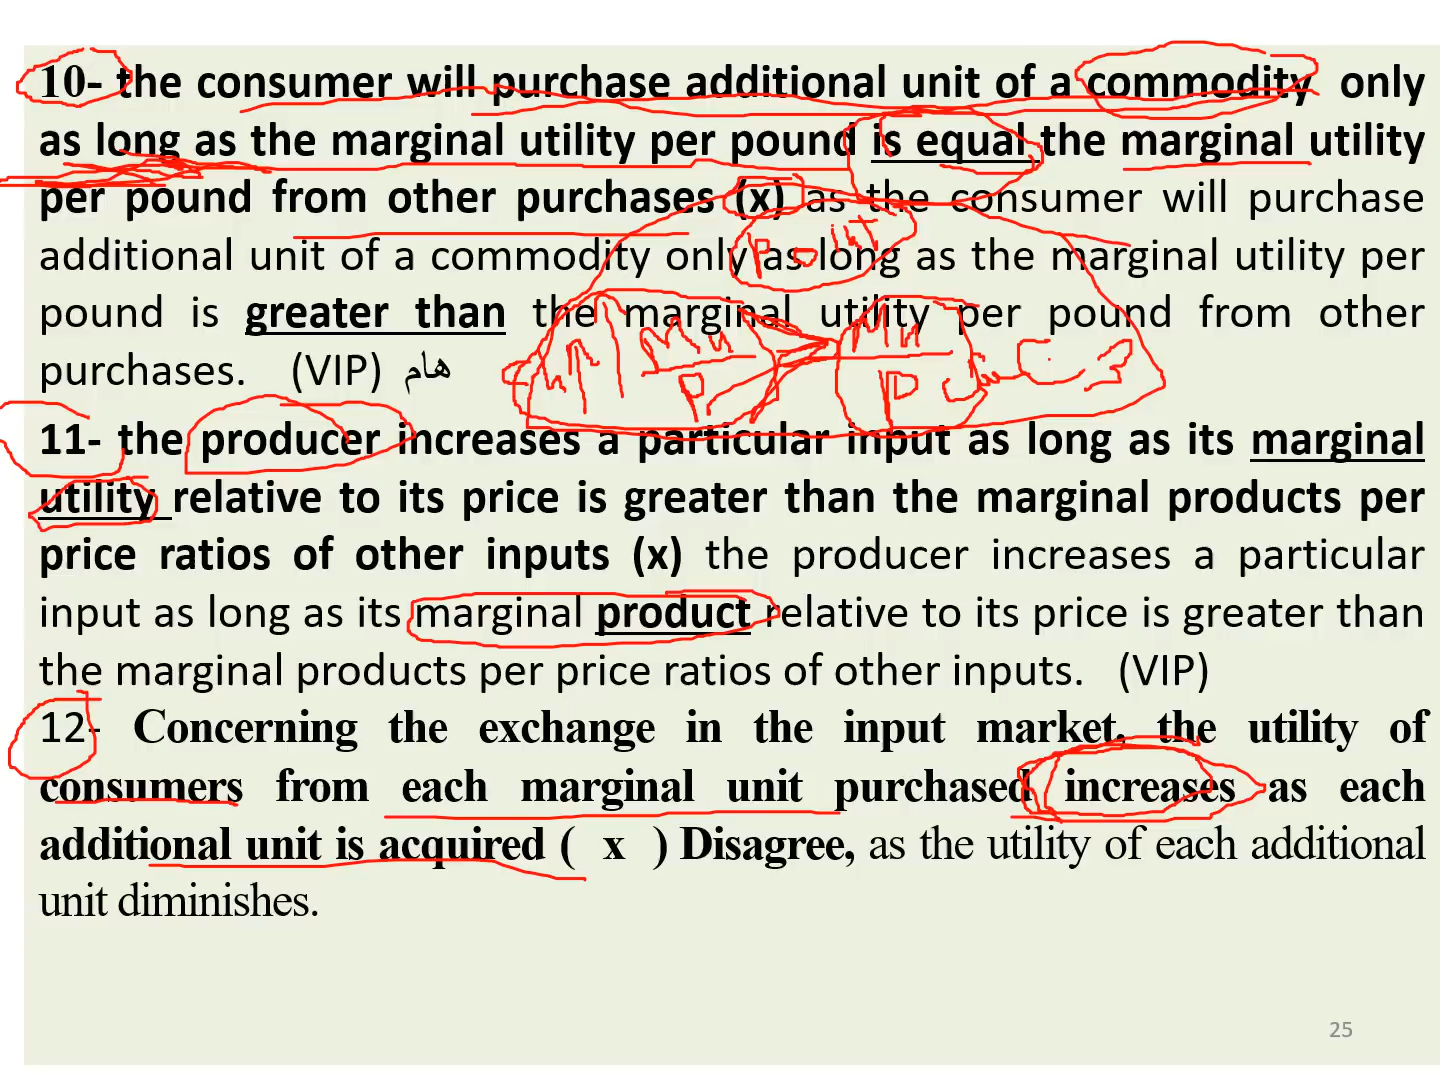 10- the consumer will purchase additional unit of a commodity only
as long as the marginal utility per pound is equal the marginal utility
per pound from other purchases (x) as the consumer will purchase
additional unit of a commodity only as long as the marginal utility per
pound is greater than the marginal utility per pound from other
purchases. (VIP) هام
11- the producer increases a particular input as long as its marginal
utility relative to its price is greater than the marginal products per
price ratios of other inputs (x) the producer increases a particular
input as long as its marginal product relative to its price is greater than
the marginal products per price ratios of other inputs. (VIP)
12- Concerning the exchange in the input market, the utility of
consumers from each marginal unit purchased increases as each
additional unit is acquired ( x ) Disagree, as the utility of each additional
unit diminishes.
25